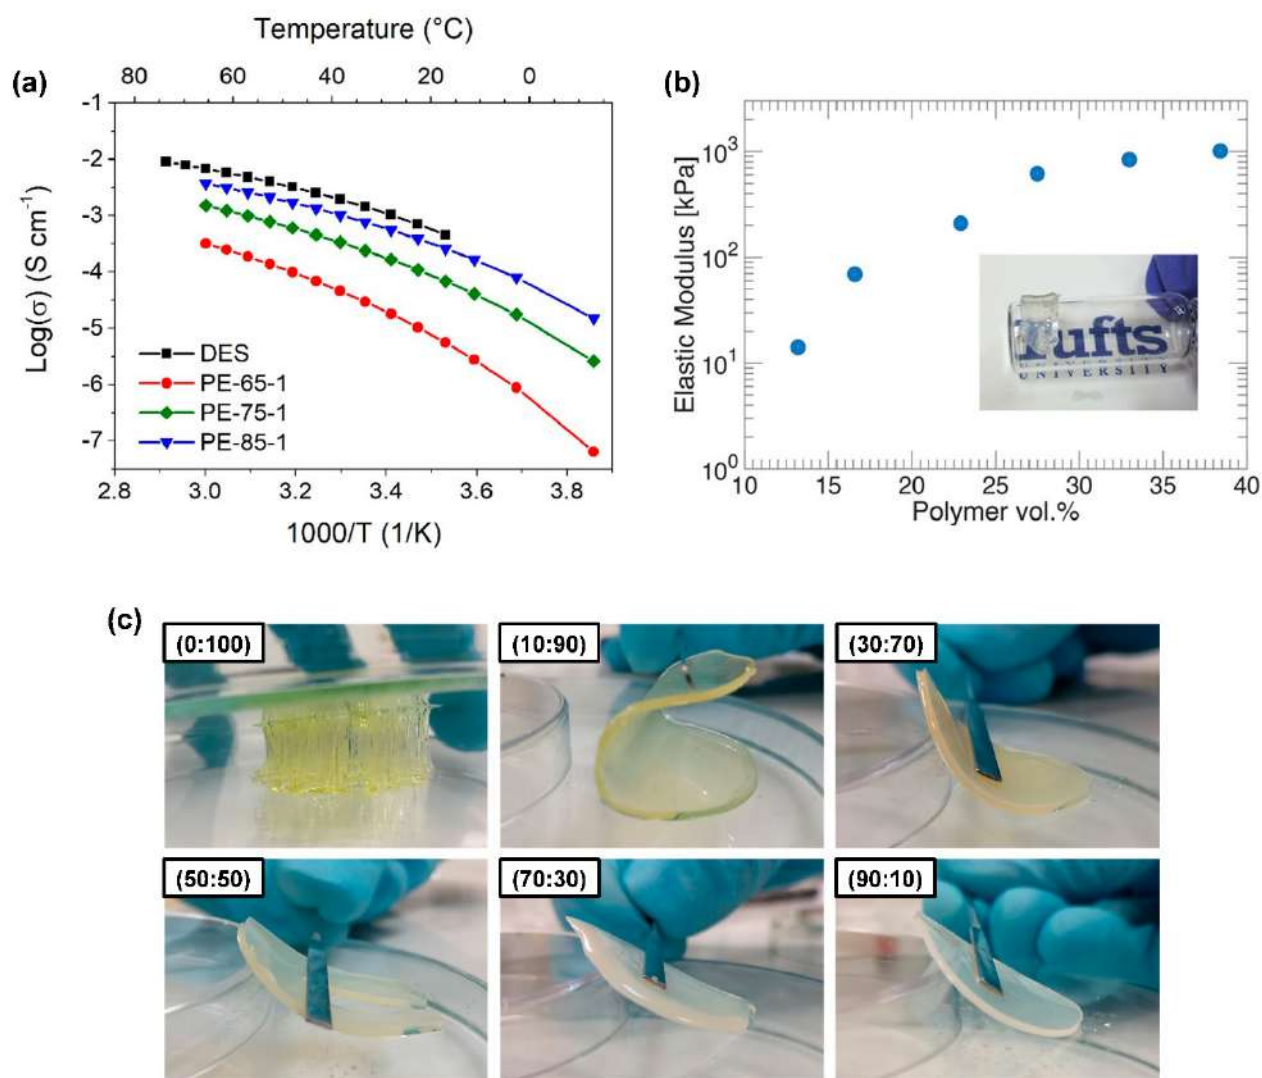 Temperature (°C)
(a)
80 60 40 20 0
-1
-2
-3
-4
-5
-6
-7
Log(σ) (S cm⁻¹)
DES
PE-65-1
PE-75-1
PE-85-1
2.8 3.0 3.2 3.4 3.6 3.8
1000/T (1/K)
(b)
Elastic Modulus [kPa]
10³
10²
10¹
10⁰
Tufts
UNIVERSITY
10 15 20 25 30 35 40
Polymer vol.%
(c)
(0:100)
(10:90)
(30:70)
(50:50)
(70:30)
(90:10)